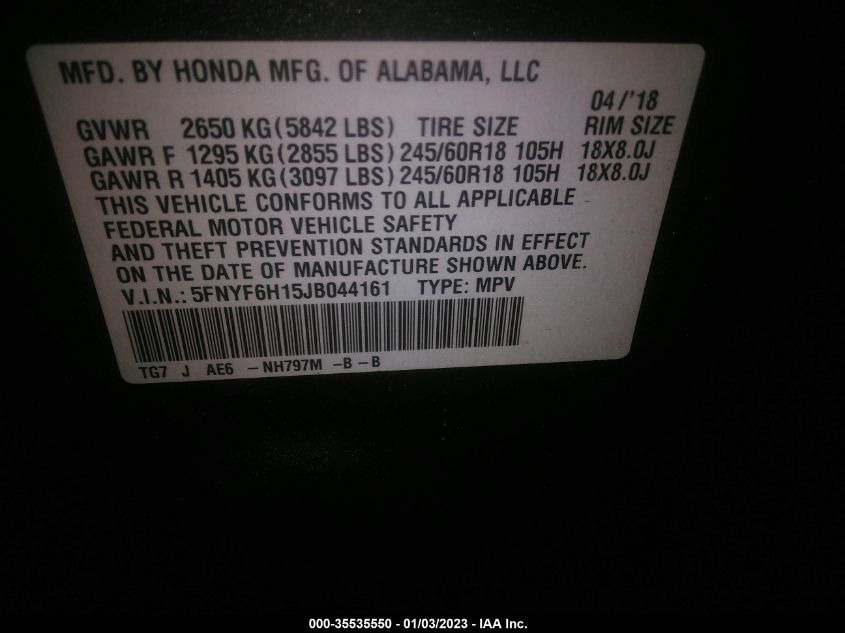 MFD. BY HONDA MFG. OF ALABAMA, LLC
04/'18
GVWR 2650 KG (5842 LBS) TIRE SIZE RIM SIZE
GAWR F 1295 KG (2855 LBS) 245/60R18 105H 18X8.0J
GAWR R 1405 KG (3097 LBS) 245/60R18 105H 18X8.0J
THIS VEHICLE CONFORMS TO ALL APPLICABLE
FEDERAL MOTOR VEHICLE SAFETY
AND THEFT PREVENTION STANDARDS IN EFFECT
ON THE DATE OF MANUFACTURE SHOWN ABOVE.
V.I.N.: 5FNYF6H15JB044161 TYPE: MPV
TG7 J AE6 - NH797M - B - B
000-35535550 - 01/03/2023 - IAA Inc.